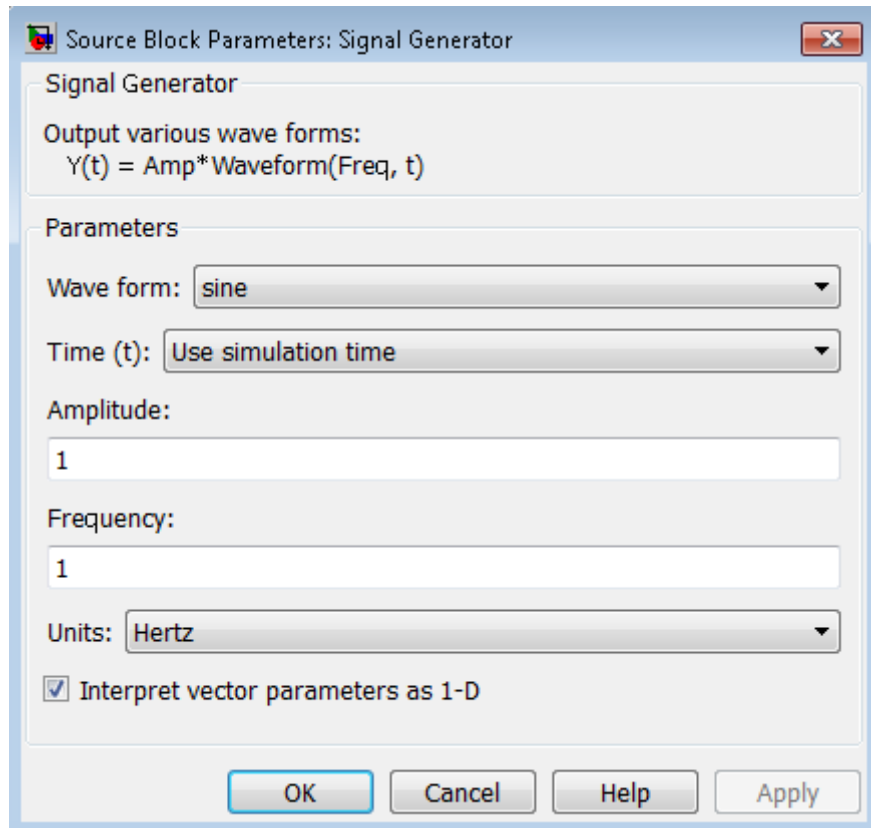 Source Block Parameters: Signal Generator
Signal Generator
Output various wave forms:
Y(t) = Amp*Waveform(Freq, t)
Parameters
Wave form: sine
Time (t): Use simulation time
Amplitude:
1
Frequency:
1
Units: Hertz
Interpret vector parameters as 1-D
OK Cancel Help Apply